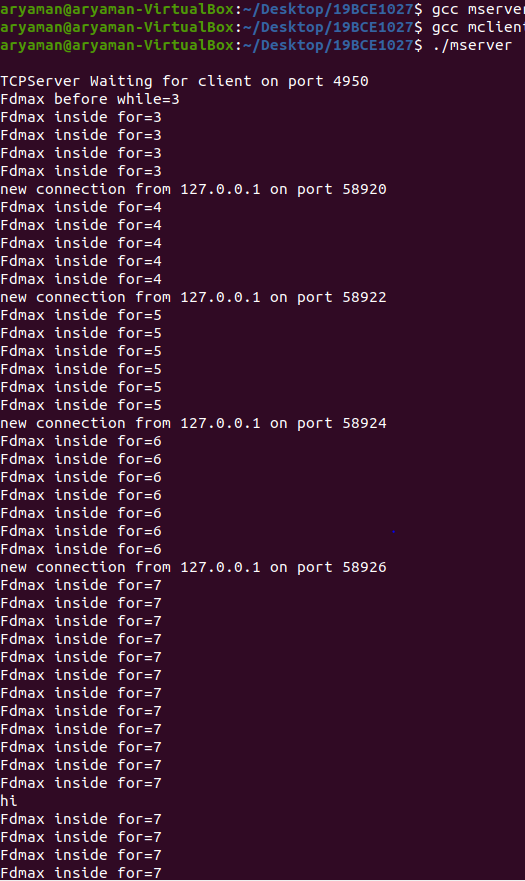 aryaman@aryaman-VirtualBox:~/Desktop/19BCE1027$ gcc mserver
aryaman@aryaman-VirtualBox:~/Desktop/19BCE1027$ gcc mclient
aryaman@aryaman-VirtualBox:~/Desktop/19BCE1027$ ./mserver
TCPServer Waiting for client on port 4950
Fdmax before while=3
Fdmax inside for=3
Fdmax inside for=3
Fdmax inside for=3
Fdmax inside for=3
new connection from 127.0.0.1 on port 58920
Fdmax inside for=4
Fdmax inside for=4
Fdmax inside for=4
Fdmax inside for=4
Fdmax inside for=4
new connection from 127.0.0.1 on port 58922
Fdmax inside for=5
Fdmax inside for=5
Fdmax inside for=5
Fdmax inside for=5
Fdmax inside for=5
Fdmax inside for=5
new connection from 127.0.0.1 on port 58924
Fdmax inside for=6
Fdmax inside for=6
Fdmax inside for=6
Fdmax inside for=6
Fdmax inside for=6
Fdmax inside for=6
Fdmax inside for=6
new connection from 127.0.0.1 on port 58926
Fdmax inside for=7
Fdmax inside for=7
Fdmax inside for=7
Fdmax inside for=7
Fdmax inside for=7
Fdmax inside for=7
Fdmax inside for=7
Fdmax inside for=7
Fdmax inside for=7
Fdmax inside for=7
Fdmax inside for=7
Fdmax inside for=7
hi
Fdmax inside for=7
Fdmax inside for=7
Fdmax inside for=7
Fdmax inside for=7